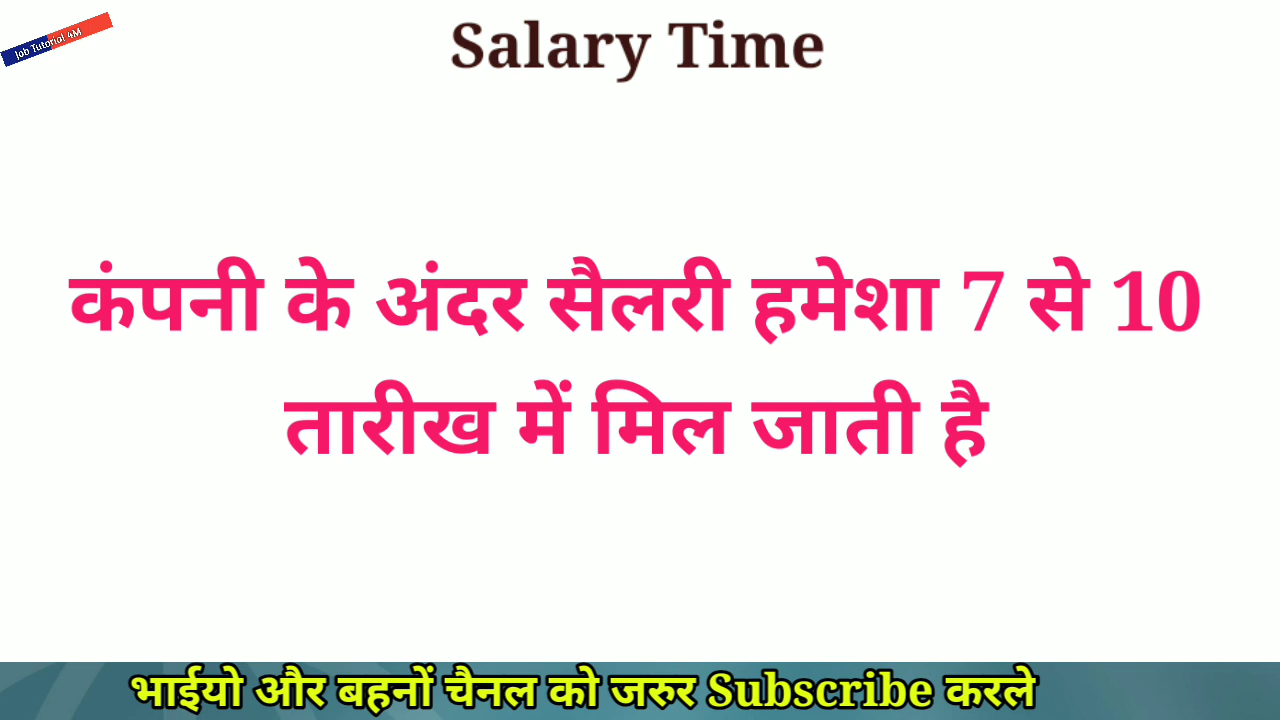 Job Tutorial 4M
Salary Time
कंपनी के अंदर सैलरी हमेशा 7 से 10
तारीख में मिल जाती है
भाईयो और बहनों चैनल को जरुर Subscribe करले